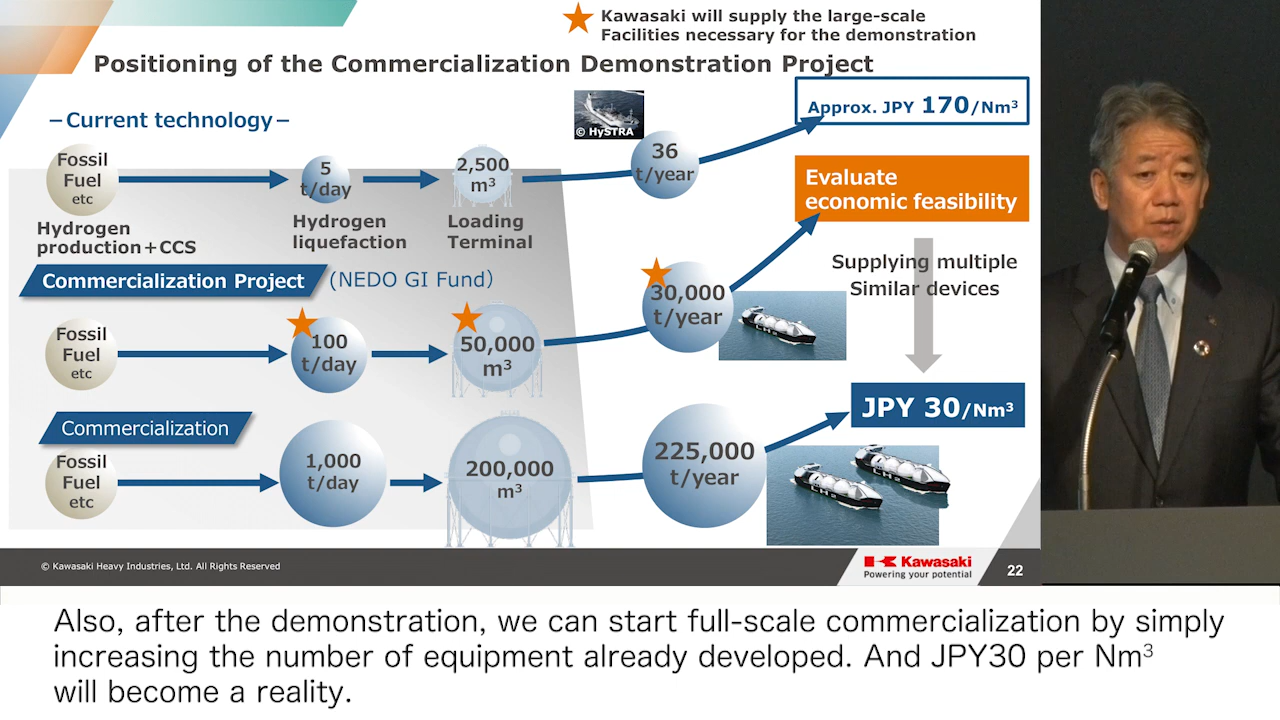 Kawasaki will supply the large-scale
Facilities necessary for the demonstration
Positioning of the Commercialization Demonstration Project
－Current technology－
© HySTRA
Approx. JPY 170/Nm³
Fossil
Fuel
etc
5
t/day
2,500
m³
36
t/year
Hydrogen
production＋CCS
Hydrogen
liquefaction
Loading
Terminal
Evaluate
economic feasibility
Commercialization Project
(NEDO GI Fund）
Supplying multiple
Similar devices
Fossil
Fuel
etc
100
t/day
50,000
m³
30,000
t/year
JPY 30/Nm³
Commercialization
Fossil
Fuel
etc
1,000
t/day
200,000
m³
225,000
t/year
© Kawasaki Heavy Industries, Ltd. All Rights Reserved
Kawasaki
Powering your potential
22
Also, after the demonstration, we can start full-scale commercialization by simply
increasing the number of equipment already developed. And JPY30 per Nm³
will become a reality.